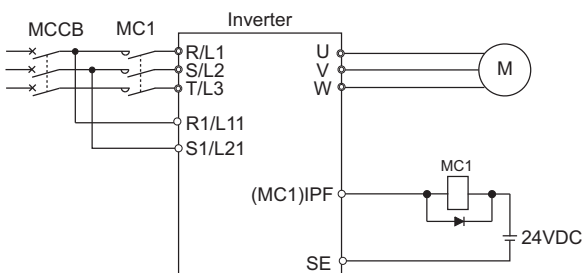 Inverter
MCCB
MC1
R/L1
S/L2
T/L3
R1/L11
S1/L21
U
V
W
M
MC1
(MC1)IPF
24VDC
SE